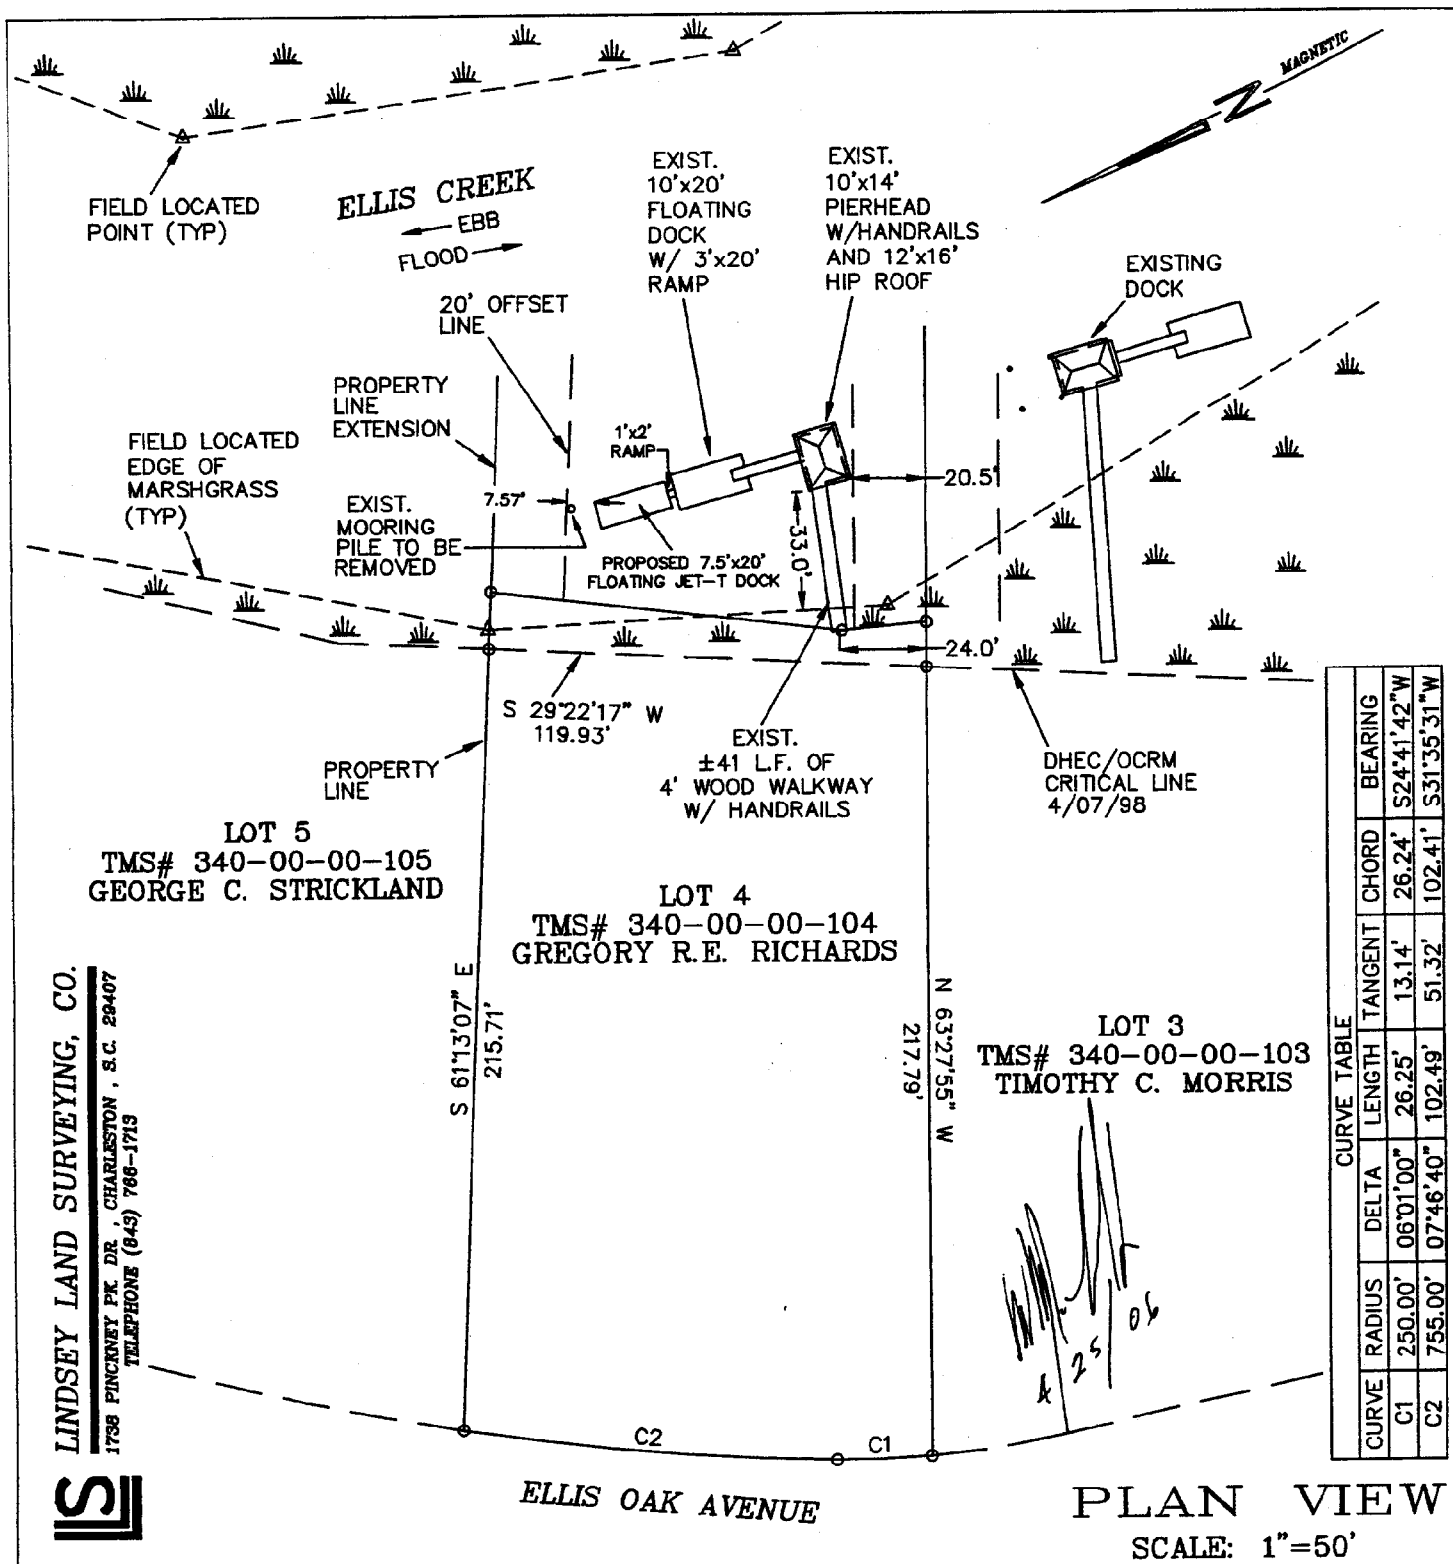 MAGNETIC
N
FIELD LOCATED
POINT (TYP)
ELLIS CREEK
EBB
FLOOD
EXIST.
10'x20'
FLOATING
DOCK
W/ 3'x20'
RAMP
EXIST.
10'x14'
PIERHEAD
W/HANDRAILS
AND 12'x16'
HIP ROOF
EXISTING
DOCK
20' OFFSET
LINE
PROPERTY
LINE
EXTENSION
FIELD LOCATED
EDGE OF
MARSHGRASS
(TYP)
1'x2'
RAMP
7.57'
20.5'
EXIST.
MOORING
PILE TO BE
REMOVED
33.0'
PROPOSED 7.5'x20'
FLOATING JET-T DOCK
24.0'
S 29°22'17" W
119.93'
PROPERTY
LINE
EXIST.
±41 L.F. OF
4' WOOD WALKWAY
W/ HANDRAILS
DHEC/OCRM
CRITICAL LINE
4/07/98
LOT 5
TMS# 340-00-00-105
GEORGE C. STRICKLAND
LOT 4
TMS# 340-00-00-104
GREGORY R.E. RICHARDS
S 61°13'07" E
215.71'
N 63°27'55" W
217.79'
LOT 3
TMS# 340-00-00-103
TIMOTHY C. MORRIS
4 25 06
CURVE TABLE
CURVE RADIUS DELTA LENGTH TANGENT CHORD BEARING
C1 250.00' 06°01'00" 26.25' 13.14' 26.24' S24°41'42"W
C2 755.00' 07°46'40" 102.49' 51.32' 102.41' S31°35'31"W
LINDSEY LAND SURVEYING, CO.
1738 PINCKNEY PK. DR., CHARLESTON, S.C. 29407
TELEPHONE (843) 766-1713
LS
C2
C1
ELLIS OAK AVENUE
PLAN VIEW
SCALE: 1"=50'